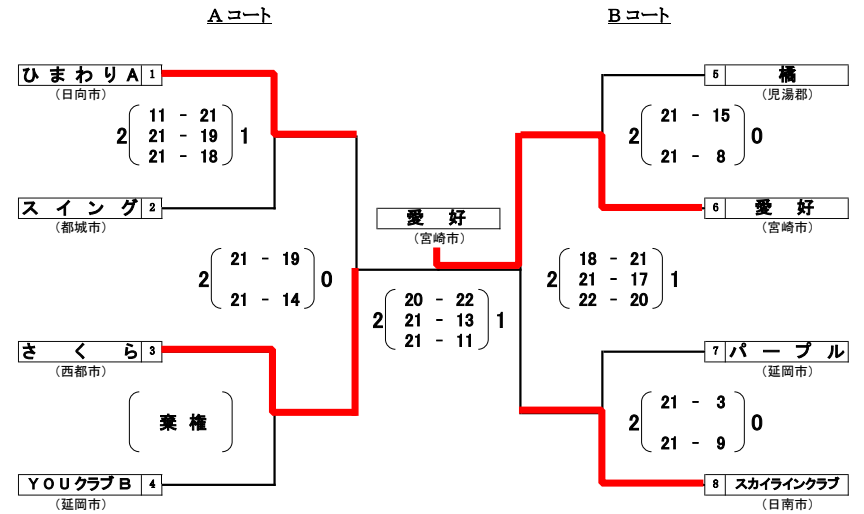 Aコート
Bコート
ひまわりA 1
(日向市)
2 11 - 21 1
21 - 19
21 - 18
スイング 2
(都城市)
2 21 - 19 0
21 - 14
さくら 3
(西都市)
棄権
YOUクラブB 4
(延岡市)
愛好
(宮崎市)
2 20 - 22 1
21 - 13
21 - 11
5 橘
(児湯郡)
2 21 - 15 0
21 - 8
6 愛好
(宮崎市)
2 18 - 21 1
21 - 17
22 - 20
7 パープル
(延岡市)
2 21 - 3 0
21 - 9
8 スカイラインクラブ
(日南市)